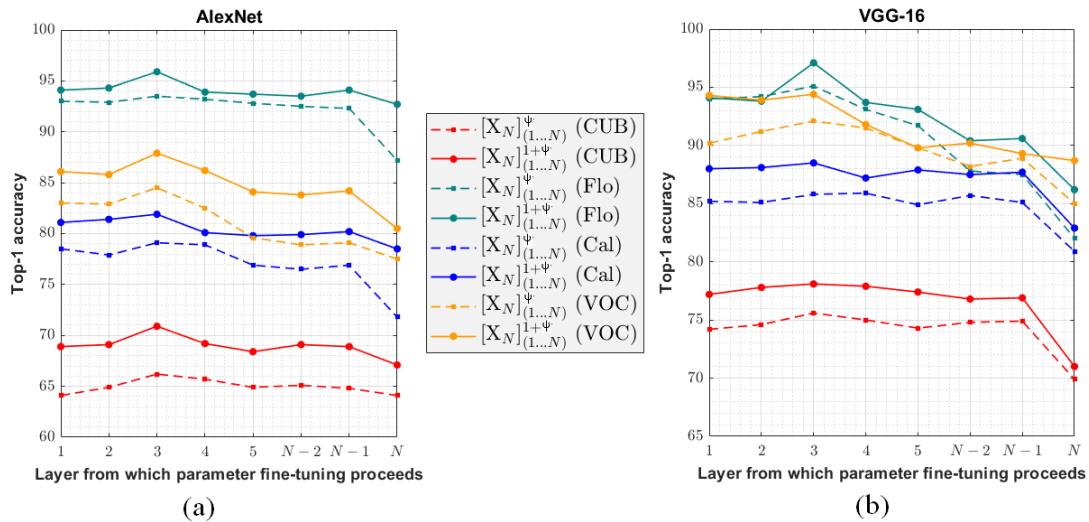 AlexNet
Top-1 accuracy
100
95
90
85
80
75
70
65
60
1 2 3 4 5 N − 2 N − 1 N
Layer from which parameter fine-tuning proceeds
(a)
[X_N]^ψ_(1...N) (CUB)
[X_N]^1+ψ_(1...N) (CUB)
[X_N]^ψ_(1...N) (Flo)
[X_N]^1+ψ_(1...N) (Flo)
[X_N]^ψ_(1...N) (Cal)
[X_N]^1+ψ_(1...N) (Cal)
[X_N]^ψ_(1...N) (VOC)
[X_N]^1+ψ_(1...N) (VOC)
VGG-16
Top-1 accuracy
100
95
90
85
80
75
70
65
1 2 3 4 5 N − 2 N − 1 N
Layer from which parameter fine-tuning proceeds
(b)